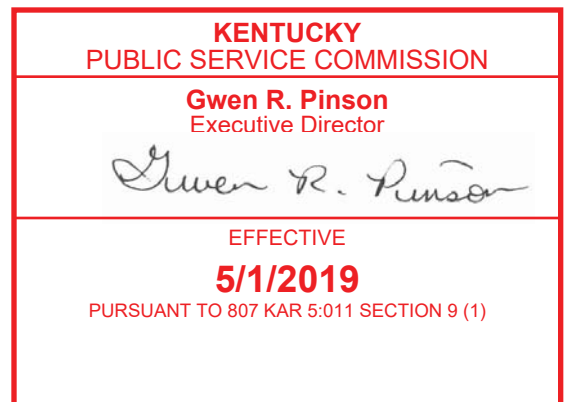 KENTUCKY
PUBLIC SERVICE COMMISSION
Gwen R. Pinson
Executive Director
Gwen R. Pinson
EFFECTIVE
5/1/2019
PURSUANT TO 807 KAR 5:011 SECTION 9 (1)